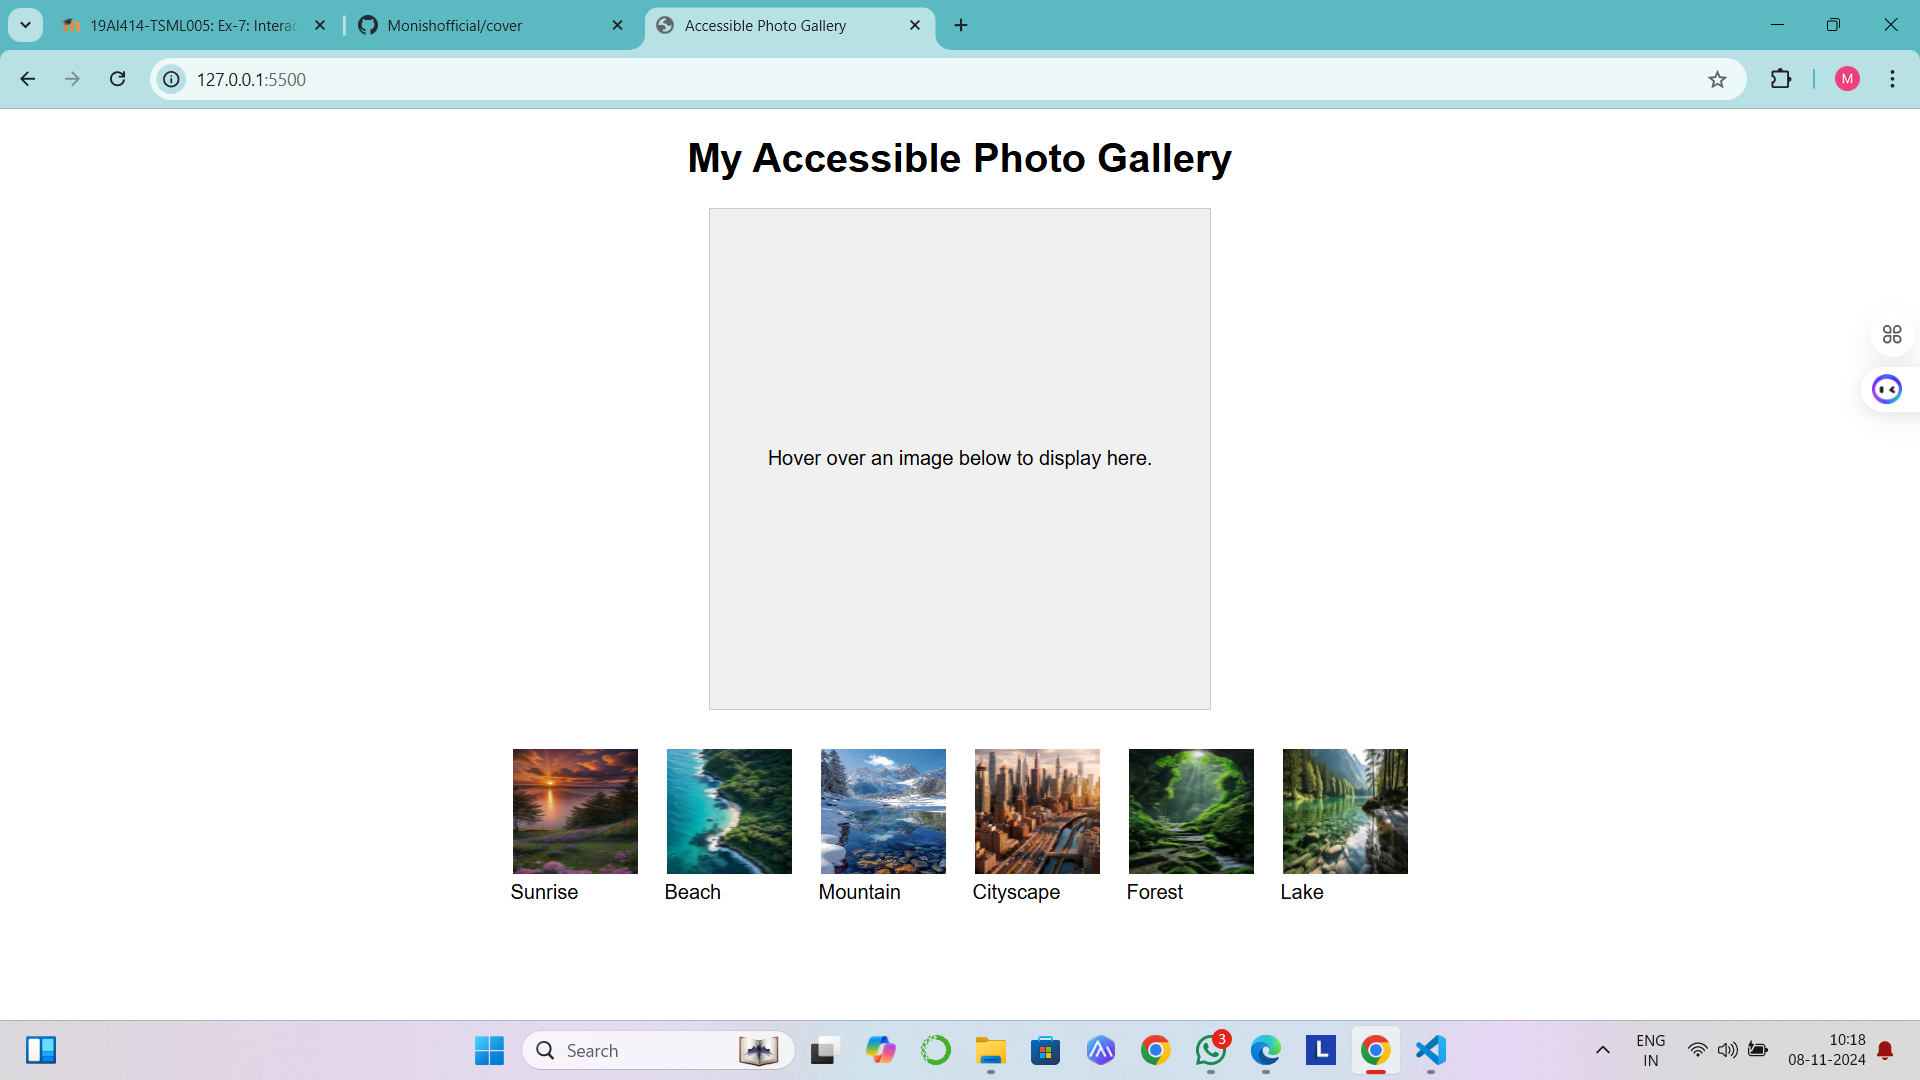 19AI414-TSML005: Ex-7: Interac
Monishofficial/cover
Accessible Photo Gallery
127.0.0.1:5500
M
My Accessible Photo Gallery
Hover over an image below to display here.
Sunrise
Beach
Mountain
Cityscape
Forest
Lake
Search
3
L
ENG
IN
10:18
08-11-2024